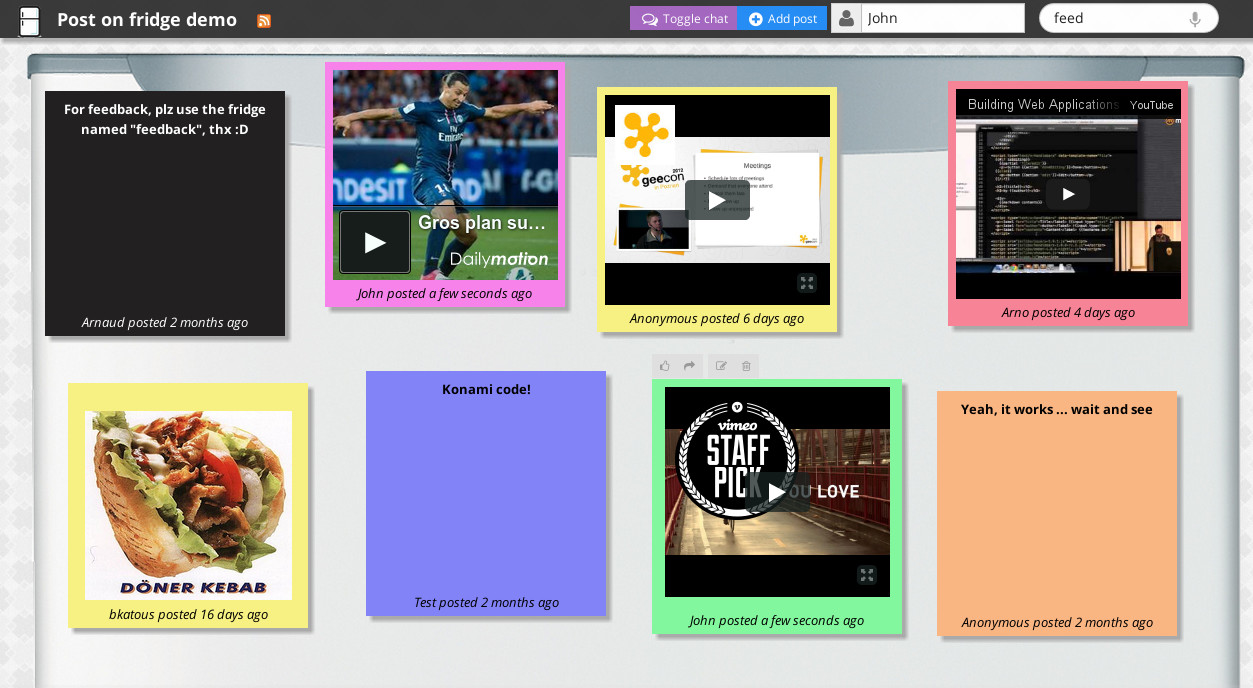 Post on fridge demo
Toggle chat
Add post
John
feed
For feedback, plz use the fridge
named "feedback", thx :D
Arnaud posted 2 months ago
Gros plan su...
Dailymotion
John posted a few seconds ago
geecon
2012
Meetings
Anonymous posted 6 days ago
Building Web Applications
YouTube
Arno posted 4 days ago
DÖNER KEBAB
bkatous posted 16 days ago
Konami code!
Test posted 2 months ago
vimeo
STAFF
PICK
OU LOVE
John posted a few seconds ago
Yeah, it works ... wait and see
Anonymous posted 2 months ago